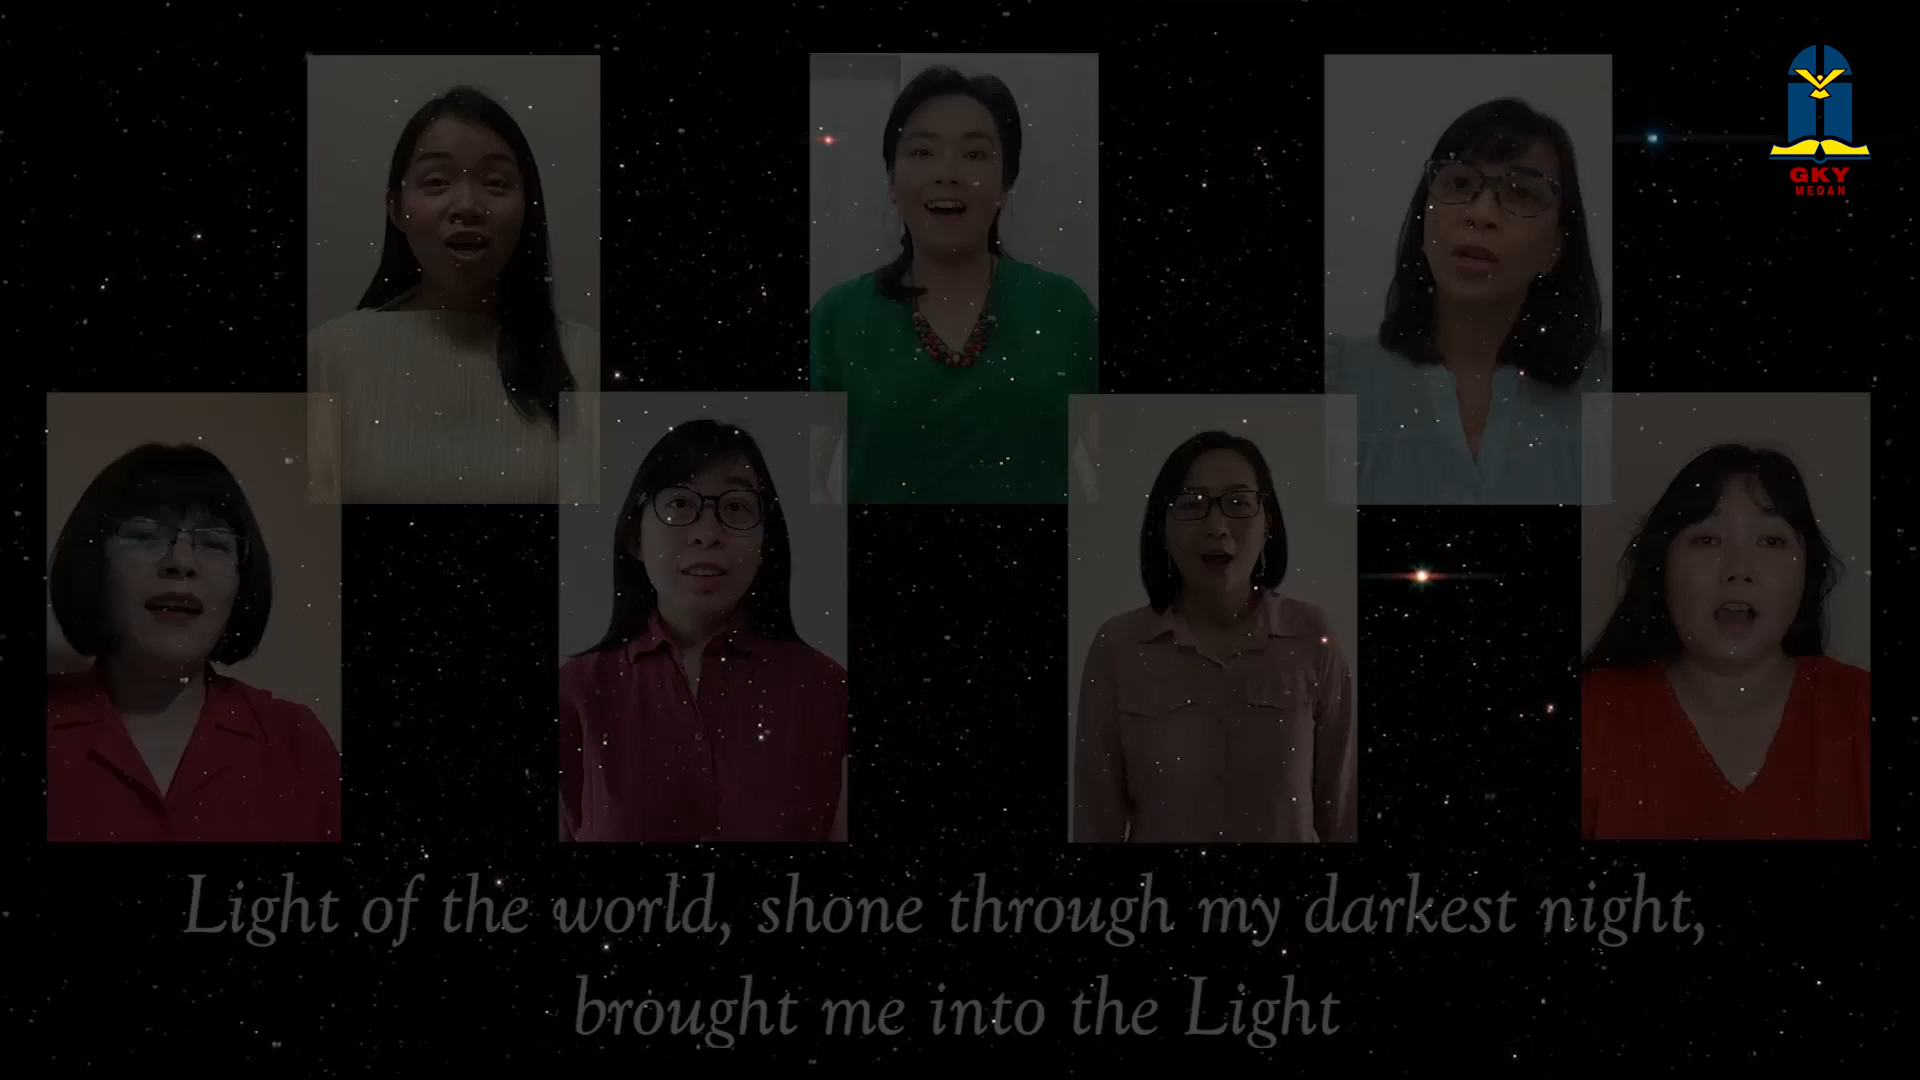 GKY
MEDAN
Light of the world, shone through my darkest night,
brought me into the Light